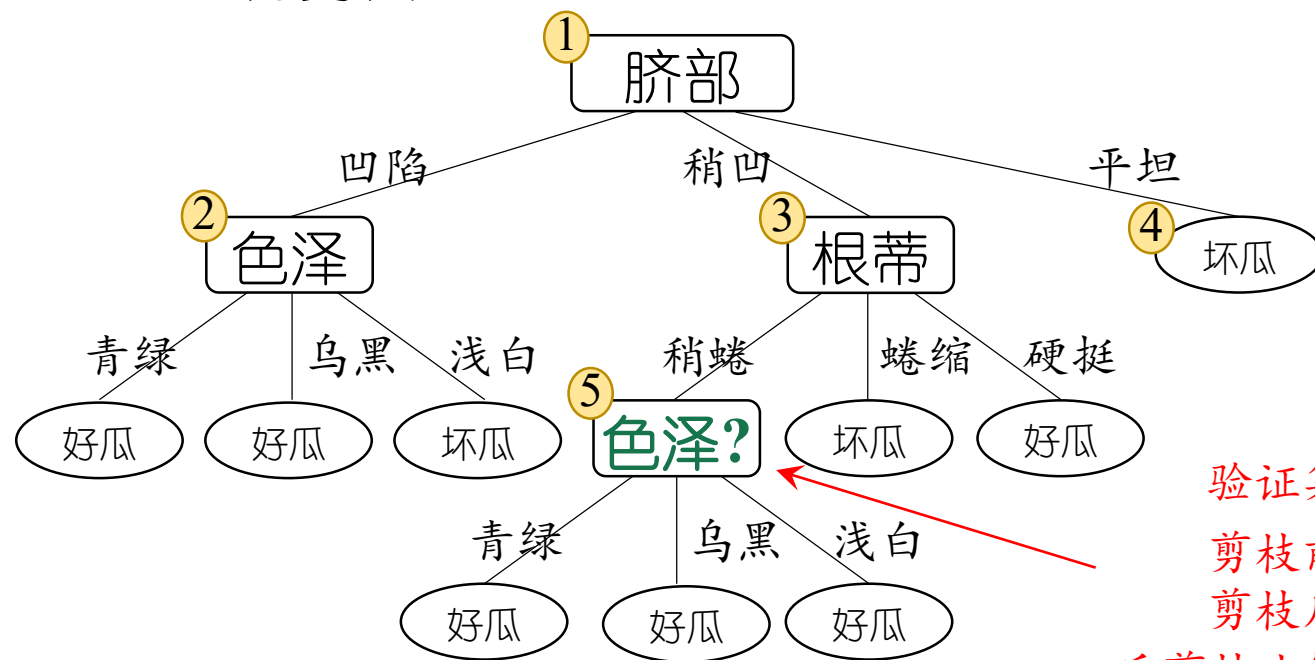 1
脐部
凹陷
稍凹
平坦
2
色泽
3
根蒂
4
坏瓜
青绿
乌黑
浅白
稍蜷
蜷缩
硬挺
好瓜
好瓜
坏瓜
5
色泽?
坏瓜
好瓜
验证
青绿
乌黑
浅白
剪枝
好瓜
好瓜
好瓜
剪枝